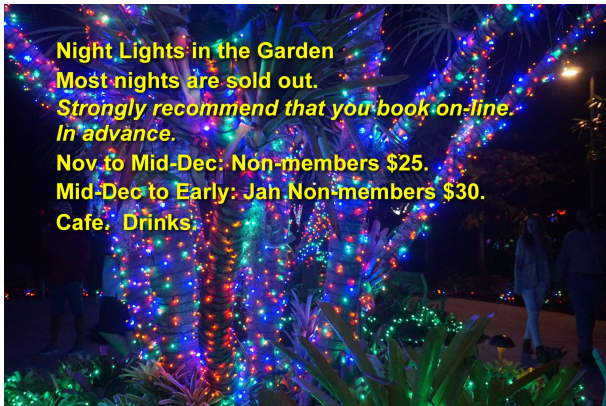 Night Lights in the Garden
Most nights are sold out.
Strongly recommend that you book on-line.
In advance.
Nov to Mid-Dec: Non-members $25.
Mid-Dec to Early: Jan Non-members $30.
Cafe.  Drinks.